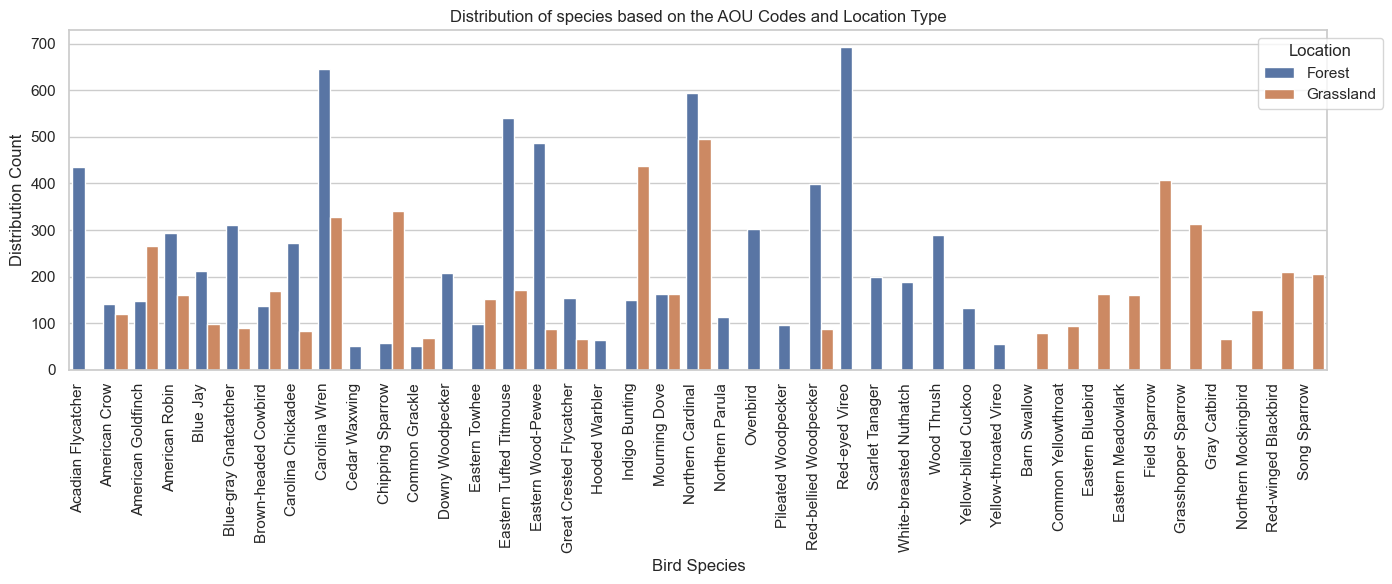 Distribution of species based on the AOU Codes and Location Type
Distribution Count
700
600
500
400
300
200
100
0
Location
Forest
Grassland
Acadian Flycatcher
American Crow
American Goldfinch
American Robin
Blue Jay
Blue-gray Gnatcatcher
Brown-headed Cowbird
Carolina Chickadee
Carolina Wren
Cedar Waxwing
Chipping Sparrow
Common Grackle
Downy Woodpecker
Eastern Towhee
Eastern Tufted Titmouse
Eastern Wood-Pewee
Great Crested Flycatcher
Hooded Warbler
Indigo Bunting
Mourning Dove
Northern Cardinal
Northern Parula
Ovenbird
Pileated Woodpecker
Red-bellied Woodpecker
Red-eyed Vireo
Scarlet Tanager
White-breasted Nuthatch
Wood Thrush
Yellow-billed Cuckoo
Yellow-throated Vireo
Barn Swallow
Common Yellowthroat
Eastern Bluebird
Eastern Meadowlark
Field Sparrow
Grasshopper Sparrow
Gray Catbird
Northern Mockingbird
Red-winged Blackbird
Song Sparrow
Bird Species